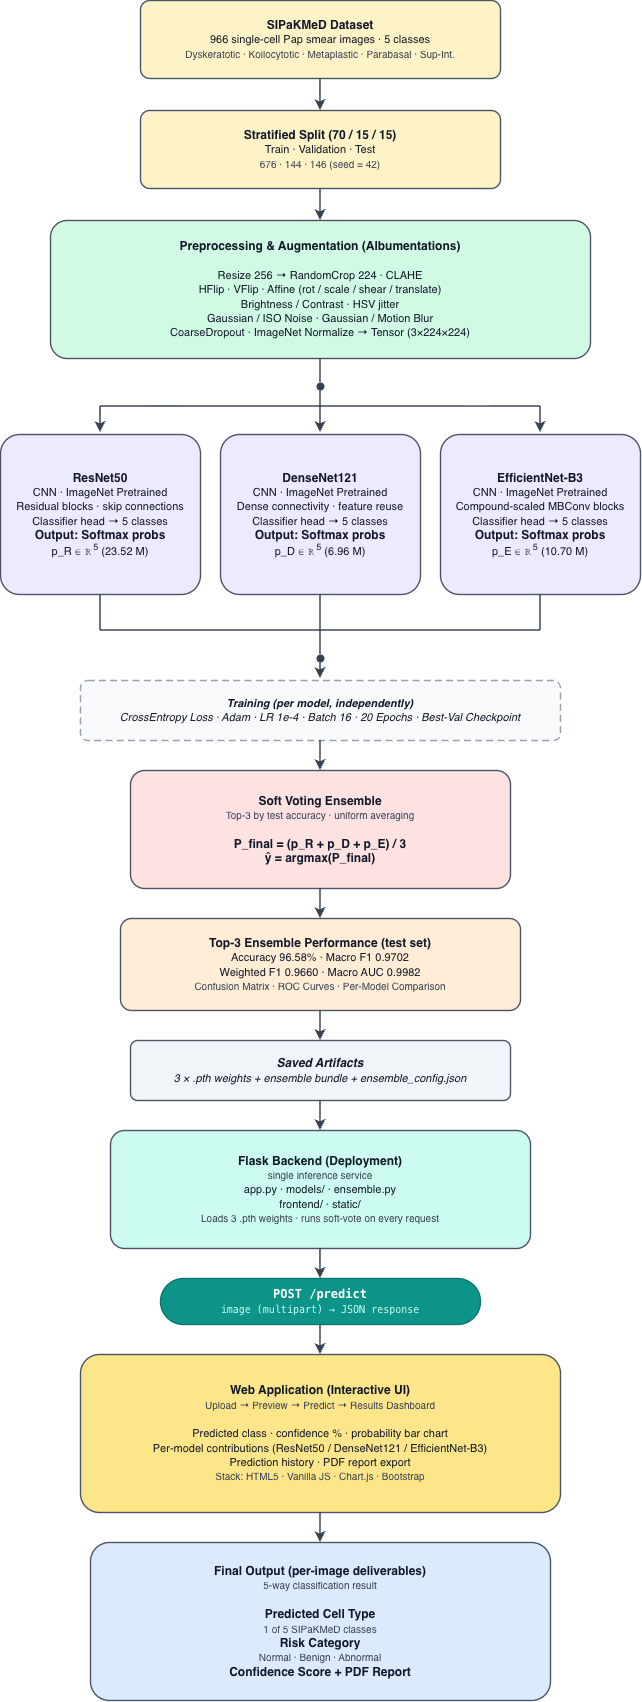 SIPaKMeD Dataset
966 single-cell Pap smear images · 5 classes
Dyskeratotic · Koilocytotic · Metaplastic · Parabasal · Sup-Int.
Stratified Split (70 / 15 / 15)
Train · Validation · Test
676 · 144 · 146 (seed = 42)
Preprocessing & Augmentation (Albumentations)
Resize 256 → RandomCrop 224 · CLAHE
HFlip · VFlip · Affine (rot / scale / shear / translate)
Brightness / Contrast · HSV jitter
Gaussian / ISO Noise · Gaussian / Motion Blur
CoarseDropout · ImageNet Normalize → Tensor (3×224×224)
ResNet50
CNN · ImageNet Pretrained
Residual blocks · skip connections
Classifier head → 5 classes
Output: Softmax probs
p_R ∈ ℝ⁵ (23.52 M)
DenseNet121
CNN · ImageNet Pretrained
Dense connectivity · feature reuse
Classifier head → 5 classes
Output: Softmax probs
p_D ∈ ℝ⁵ (6.96 M)
EfficientNet-B3
CNN · ImageNet Pretrained
Compound-scaled MBConv blocks
Classifier head → 5 classes
Output: Softmax probs
p_E ∈ ℝ⁵ (10.70 M)
Training (per model, independently)
CrossEntropy Loss · Adam · LR 1e-4 · Batch 16 · 20 Epochs · Best-Val Checkpoint
Soft Voting Ensemble
Top-3 by test accuracy · uniform averaging
P_final = (p_R + p_D + p_E) / 3
ŷ = argmax(P_final)
Top-3 Ensemble Performance (test set)
Accuracy 96.58% · Macro F1 0.9702
Weighted F1 0.9660 · Macro AUC 0.9982
Confusion Matrix · ROC Curves · Per-Model Comparison
Saved Artifacts
3 × .pth weights + ensemble bundle + ensemble_config.json
Flask Backend (Deployment)
single inference service
app.py · models/ · ensemble.py
frontend/ · static/
Loads 3 .pth weights · runs soft-vote on every request
POST /predict
image (multipart) → JSON response
Web Application (Interactive UI)
Upload → Preview → Predict → Results Dashboard
Predicted class · confidence % · probability bar chart
Per-model contributions (ResNet50 / DenseNet121 / EfficientNet-B3)
Prediction history · PDF report export
Stack: HTML5 · Vanilla JS · Chart.js · Bootstrap
Final Output (per-image deliverables)
5-way classification result
Predicted Cell Type
1 of 5 SIPaKMeD classes
Risk Category
Normal · Benign · Abnormal
Confidence Score + PDF Report